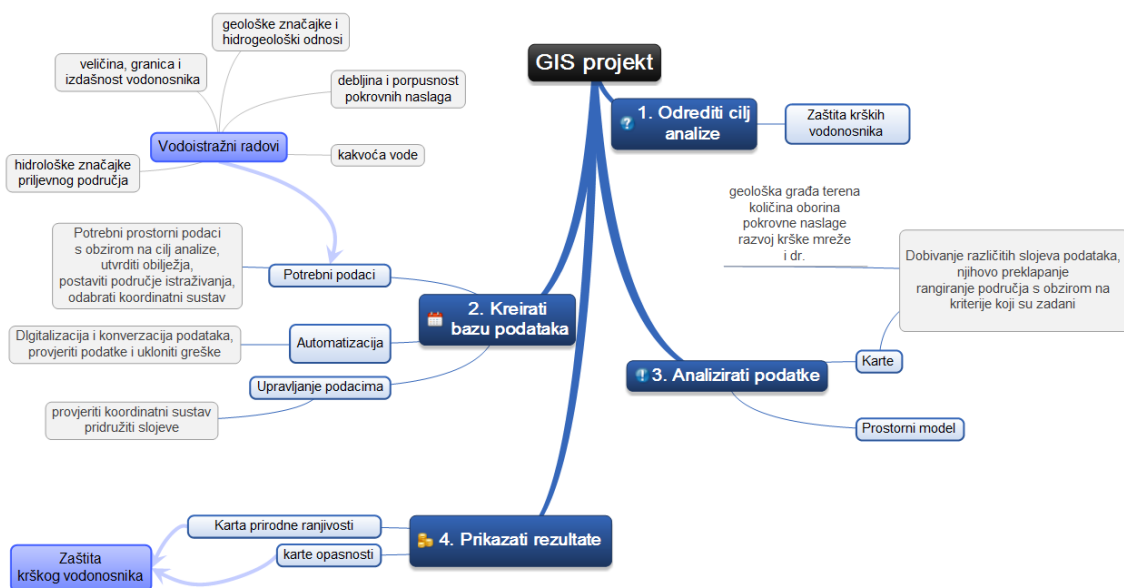 GIS projekt
1. Odrediti cilj
analize
Zaštita krških
vodonosnika
geološke značajke i
hidrogeološki odnosi
veličina, granica i
izdašnost vodonosnika
debljina i porpusnost
pokrovnih naslaga
Vodoistražni radovi
kakvoća vode
hidrološke značajke
priljevnog područja
Potrebni prostorni podaci
s obzirom na cilj analize,
utvrditi obilježja,
postaviti područje istraživanja,
odabrati koordinatni sustav
Potrebni podaci
2. Kreirati
bazu podataka
DIgitalizacija i konverzacija podataka,
provjeriti podatke i ukloniti greške
Automatizacija
Upravljanje podacima
provjeriti koordinatni sustav
pridružiti slojeve
geološka građa terena
količina oborina
pokrovne naslage
razvoj krške mreže
i dr.
Dobivanje različitih slojeva podataka,
njihovo preklapanje
rangiranje područja s obzirom na
kriterije koji su zadani
3. Analizirati podatke
Karte
Prostorni model
4. Prikazati rezultate
Karta prirodne ranjivosti
karte opasnosti
Zaštita
krškog vodonosnika